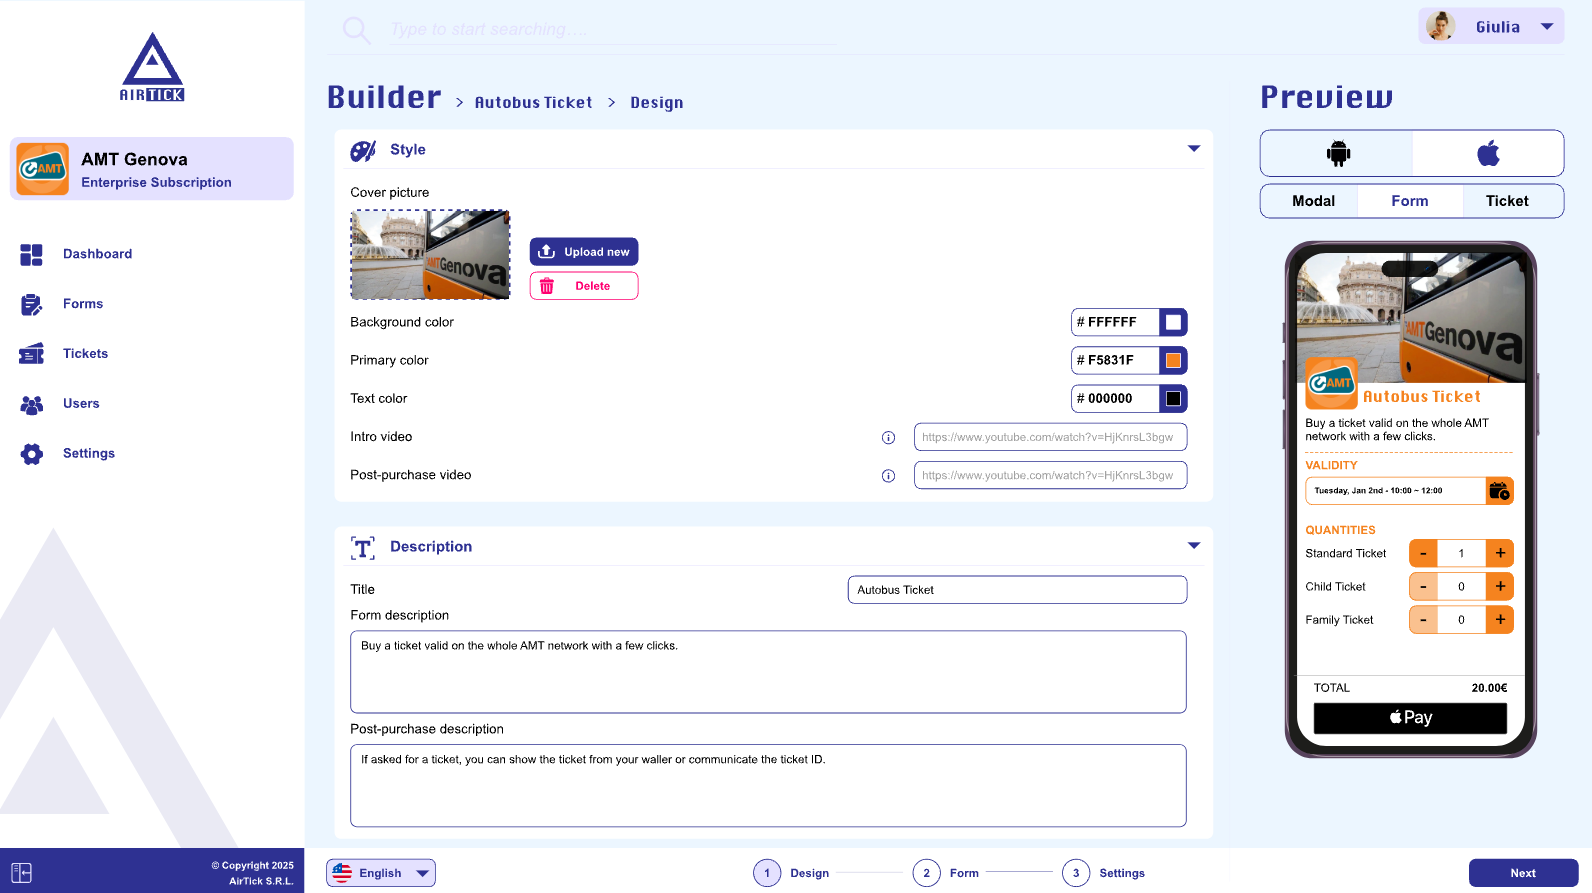 AIRTICK
AMT Genova
Enterprise Subscription
AMT
Dashboard
Forms
Tickets
Users
Settings
© Copyright 2025
AirTick S.R.L.
Type to start searching....
Giulia
Builder > Autobus Ticket > Design
Style
Cover picture
AMTGenova
Upload new
Delete
Background color
# FFFFFF
Primary color
# F5831F
Text color
# 000000
Intro video
i
https://www.youtube.com/watch?v=HjKnrsL3bgw
Post-purchase video
i
https://www.youtube.com/watch?v=HjKnrsL3bgw
T Description
Title
Autobus Ticket
Form description
Buy a ticket valid on the whole AMT network with a few clicks.
Post-purchase description
If asked for a ticket, you can show the ticket from your waller or communicate the ticket ID.
English
1 Design
2 Form
3 Settings
Next
Preview
Modal
Form
Ticket
AMTGenova
AMT
Autobus Ticket
Buy a ticket valid on the whole AMT
network with a few clicks.
VALIDITY
Tuesday, Jan 2nd - 10:00 ~ 12:00
QUANTITIES
Standard Ticket - 1 +
Child Ticket - 0 +
Family Ticket - 0 +
TOTAL 20.00€
Pay